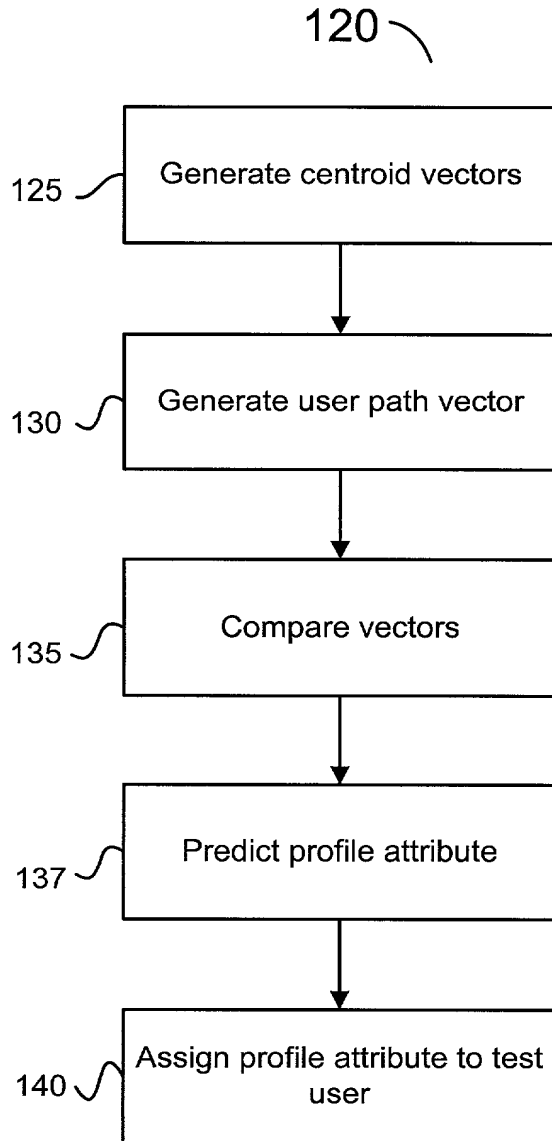 120
125
Generate centroid vectors
130
Generate user path vector
135
Compare vectors
137
Predict profile attribute
140
Assign profile attribute to test
user